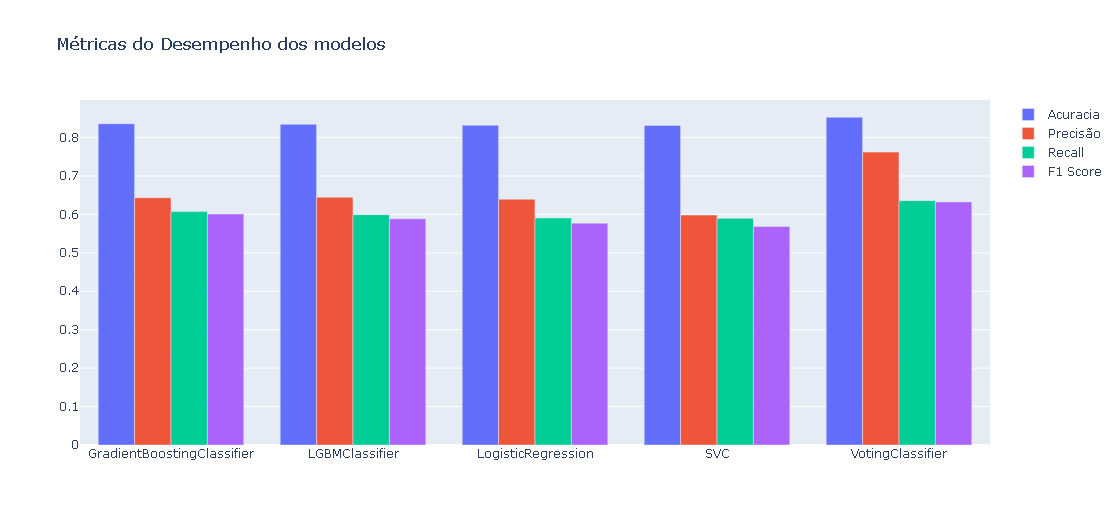 Métricas do Desempenho dos modelos
Acuracia
Precisão
Recall
F1 Score
0.8
0.7
0.6
0.5
0.4
0.3
0.2
0.1
0
GradientBoostingClassifier
LGBMClassifier
LogisticRegression
SVC
VotingClassifier